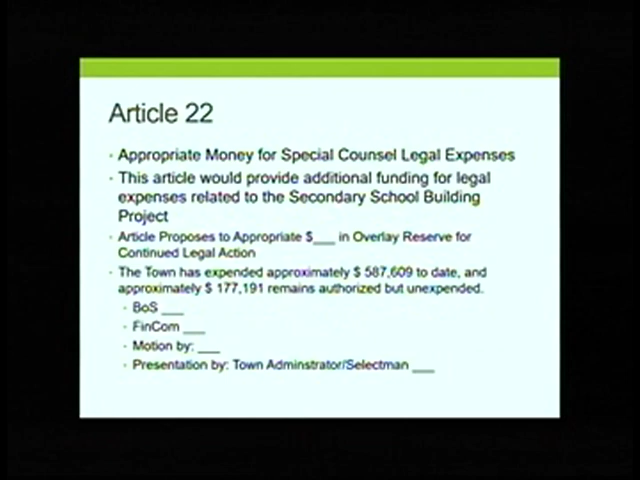 Article 22
· Appropriate Money for Special Counsel Legal Expenses
· This article would provide additional funding for legal
expenses related to the Secondary School Building
Project
· Article Proposes to Appropriate $___ in Overlay Reserve for
Continued Legal Action
· The Town has expended approximately $ 587,609 to date, and
approximately $ 177,191 remains authorized but unexpended.
· BoS ___
· FinCom ___
· Motion by: ___
· Presentation by: Town Adminstrator/Selectman ___